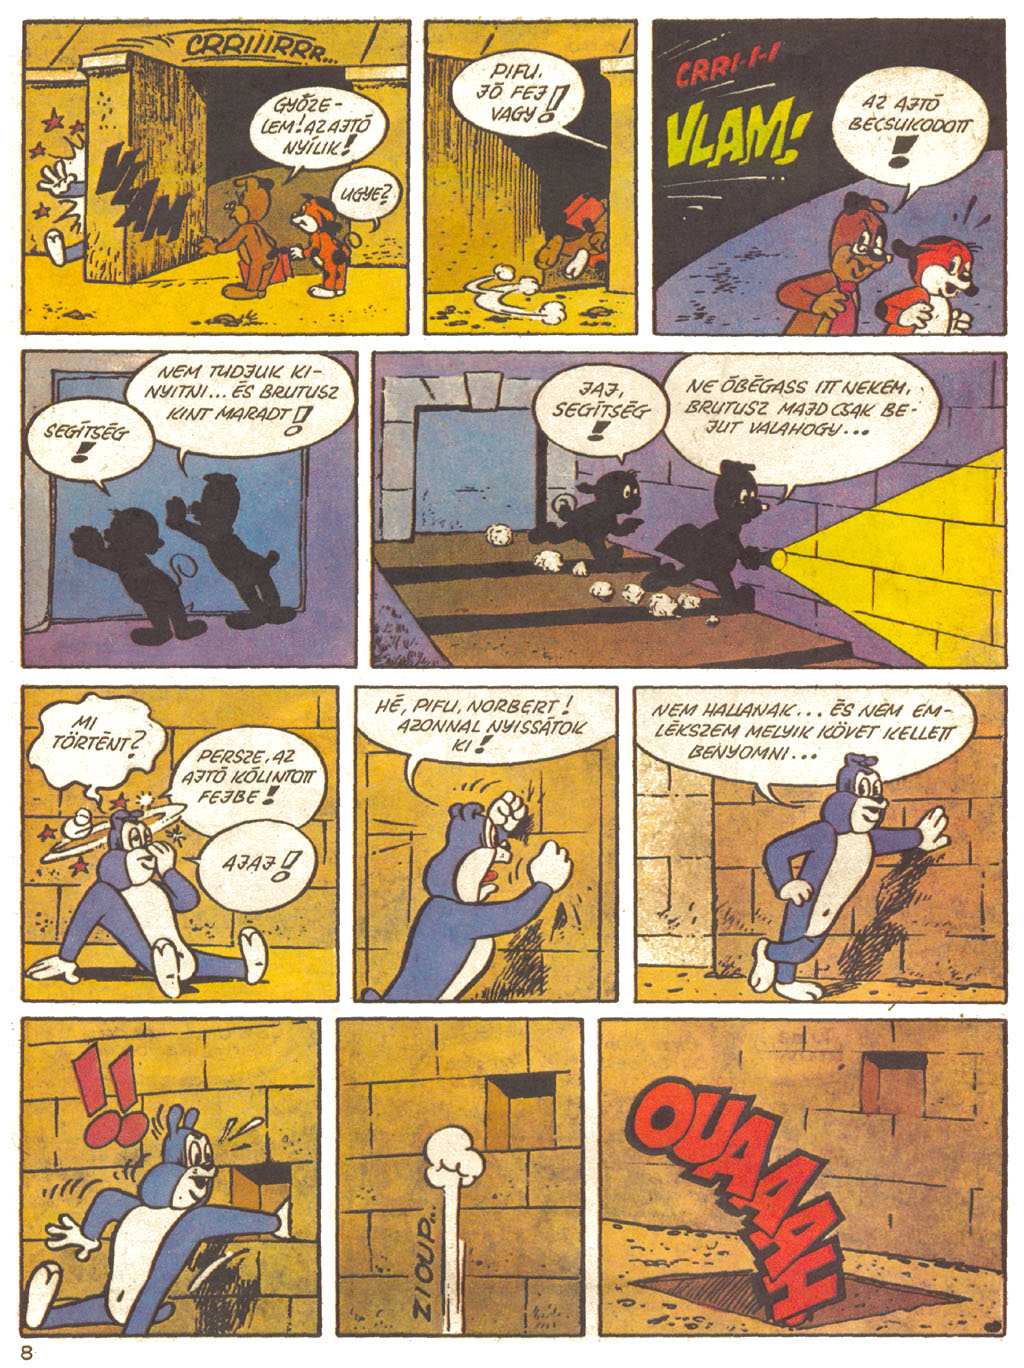 CRRIIIRRR...
VLAM
GYŐZE-
LEM! AZ AJTÓ
NYÍLIK!
UGYE?
PIFU,
JÓ FEJ
VAGY!
CRRI-I-I
VLAM!
AZ AJTÓ
BECSUKÓDOTT
!
SEGÍTSÉG
!
NEM TUDJUK KI-
NYITNI... ÉS BRUTUSZ
KINT MARADT!
JAJ,
SEGÍTSÉG
!
NE ÓBÉGASS ITT NEKEM,
BRUTUSZ MAJD CSAK BE-
JUT VALAHOGY...
MI
TÖRTÉNT?
PERSZE, AZ
AJTÓ KÓLINTOTT
FEJBE!
AJAJ!
HÉ, PIFU, NORBERT!
AZONNAL NYISSÁTOK
KI!
NEM HALLANAK... ÉS NEM EM-
LÉKSZEM MELYIK KÖVET KELLETT
BENYOMNI...
!!
ZIOUP...
OUAAAH
8